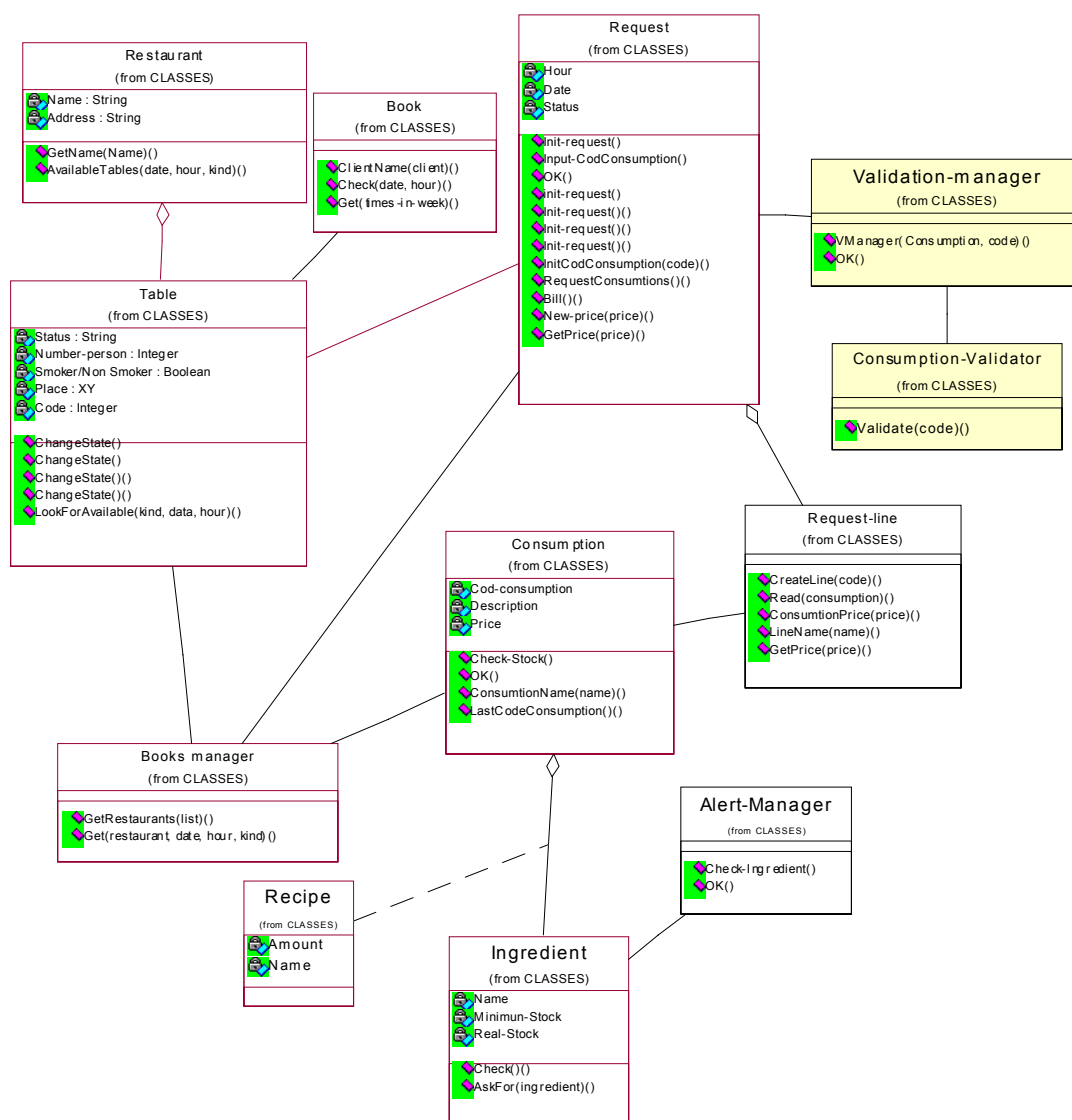 Restaurant
(from CLASSES)
Name : String
Address : String
GetName(Name)()
AvailableTables(date, hour, kind)()
Book
(from CLASSES)
ClientName(client)()
Check(date, hour)()
Get(times-in-week)()
Request
(from CLASSES)
Hour
Date
Status
Init-request()
Input-CodConsumption()
OK()
init-request()
Init-request()()
Init-request()()
Init-request()()
InitCodConsumption(code)()
RequestConsumtions()()
Bill()()
New-price(price)()
GetPrice(price)()
Validation-manager
(from CLASSES)
VManager(Consumption, code)()
OK()
Consumption-Validator
(from CLASSES)
Validate(code)()
Table
(from CLASSES)
Status : String
Number-person : Integer
Smoker/Non Smoker : Boolean
Place : XY
Code : Integer
ChangeState()
ChangeState()
ChangeState()()
ChangeState()()
LookForAvailable(kind, data, hour)()
Consumption
(from CLASSES)
Cod-consumption
Description
Price
Check-Stock()
OK()
ConsumtionName(name)()
LastCodeConsumption()()
Request-line
(from CLASSES)
CreateLine(code)()
Read(consumption)()
ConsumtionPrice(price)()
LineName(name)()
GetPrice(price)()
Books manager
(from CLASSES)
GetRestaurants(list)()
Get(restaurant, date, hour, kind)()
Alert-Manager
(from CLASSES)
Check-Ingredient()
OK()
Recipe
(from CLASSES)
Amount
Name
Ingredient
(from CLASSES)
Name
Minimun-Stock
Real-Stock
Check()()
AskFor(ingredient)()